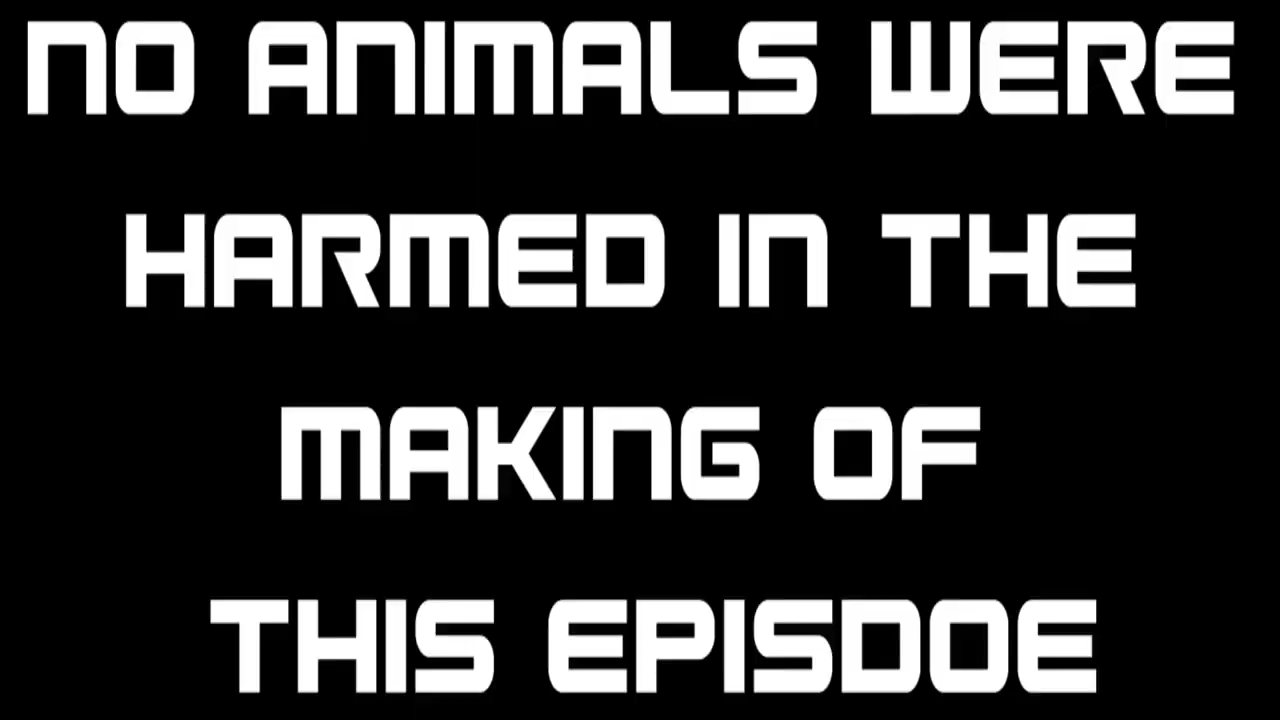 NO ANIMALS WERE
HARMED IN THE
MAKING OF
THIS EPISDOE